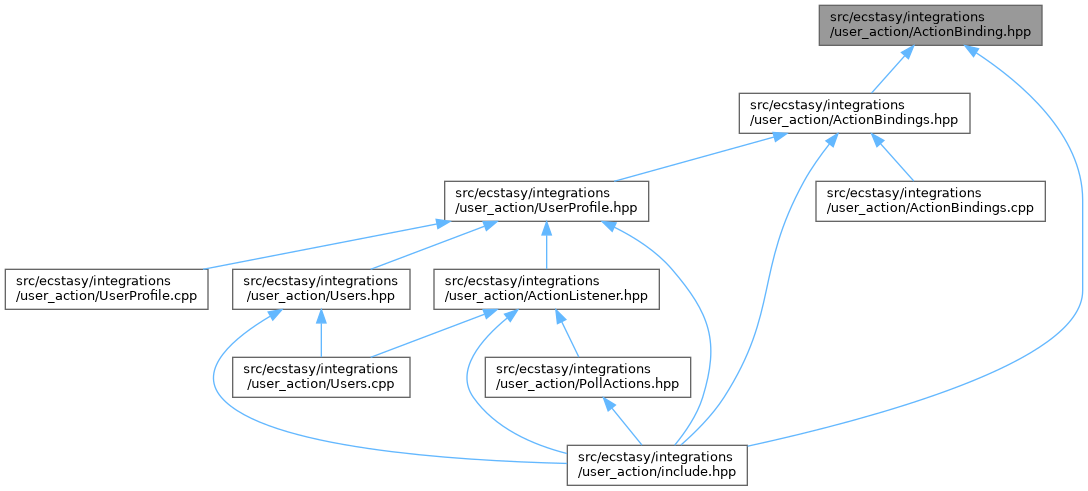 src/ecstasy/integrations
/user_action/ActionBinding.hpp
src/ecstasy/integrations
/user_action/ActionBindings.hpp
src/ecstasy/integrations
/user_action/UserProfile.hpp
src/ecstasy/integrations
/user_action/ActionBindings.cpp
src/ecstasy/integrations
/user_action/UserProfile.cpp
src/ecstasy/integrations
/user_action/Users.hpp
src/ecstasy/integrations
/user_action/ActionListener.hpp
src/ecstasy/integrations
/user_action/Users.cpp
src/ecstasy/integrations
/user_action/PollActions.hpp
src/ecstasy/integrations
/user_action/include.hpp